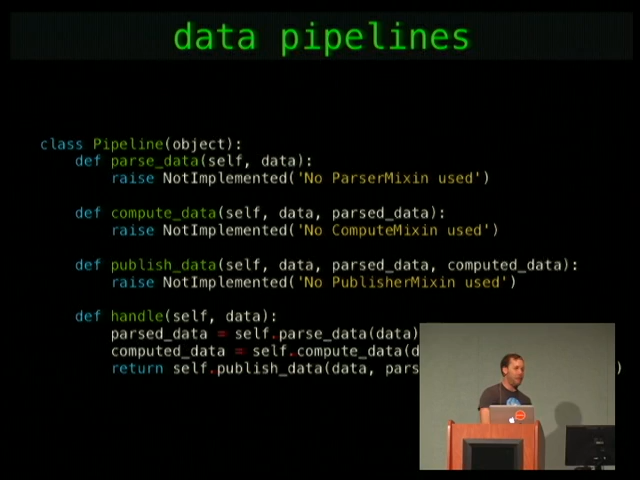 data pipelines
class Pipeline(object):
def parse_data(self, data):
raise NotImplemented('No ParserMixin used')
def compute_data(self, data, parsed_data):
raise NotImplemented('No ComputeMixin used')
def publish_data(self, data, parsed_data, computed_data):
raise NotImplemented('No PublisherMixin used')
def handle(self, data):
parsed_data = self.parse_data(data)
computed_data = self.compute_data(d
return self.publish_data(data, pars )